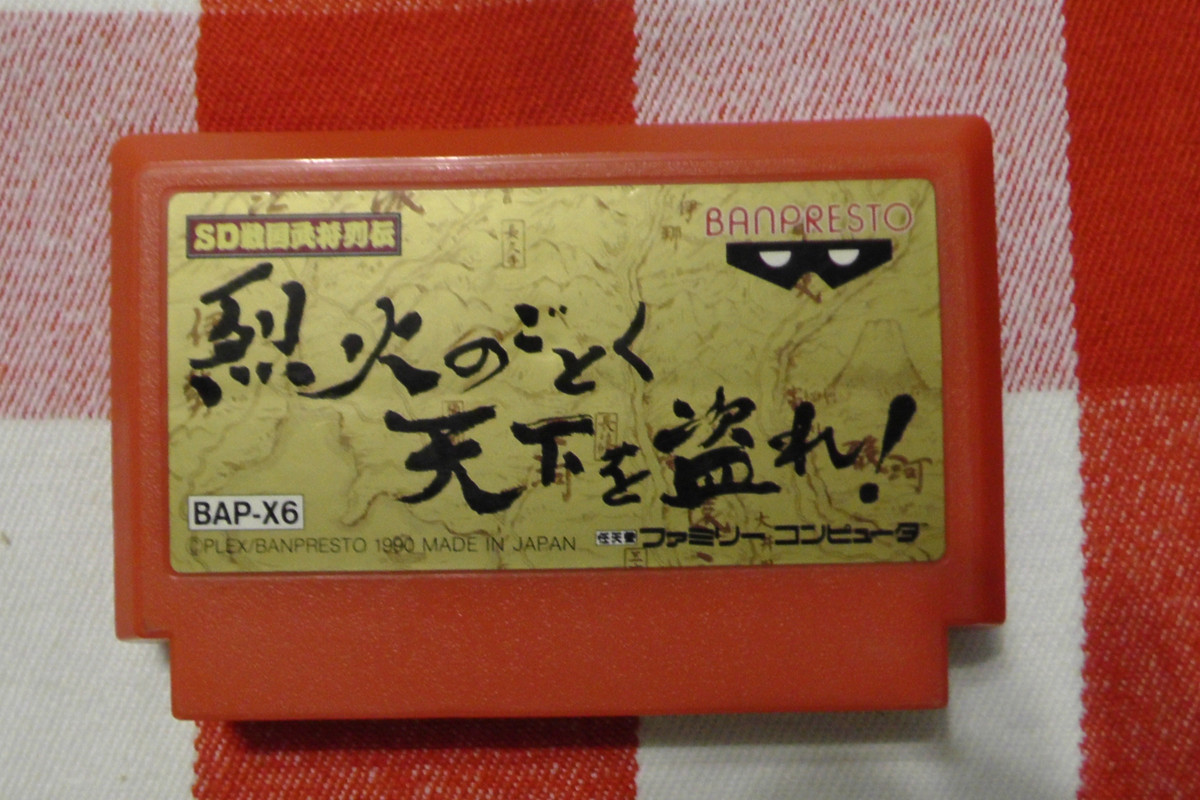 SD戦国武将列伝
BANPRESTO
烈火のごとく
天下を盗れ!
BAP-X6
©PLEX/BANPRESTO 1990 MADE IN JAPAN
任天堂 ファミリーコンピュータ